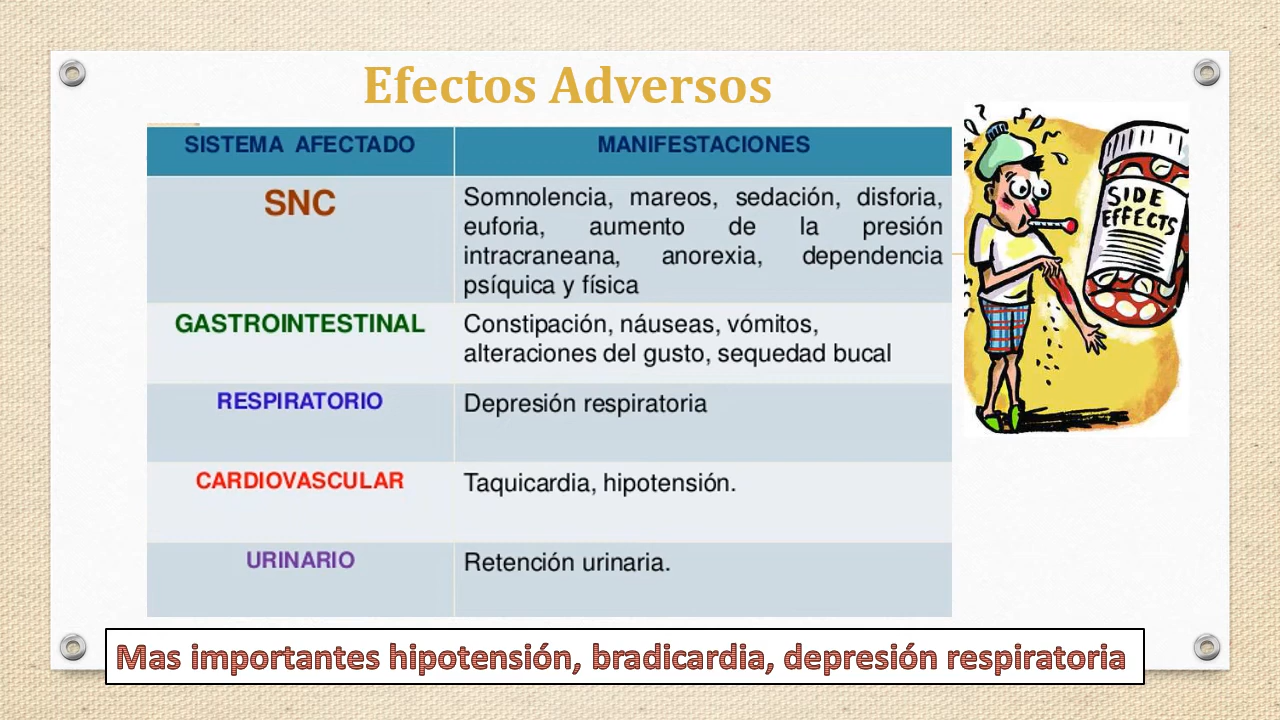 Efectos Adversos
SISTEMA AFECTADO
MANIFESTACIONES
SNC
Somnolencia, mareos, sedación, disforia,
euforia, aumento de la presión
intracraneana, anorexia, dependencia
psíquica y física
GASTROINTESTINAL
Constipación, náuseas, vómitos,
alteraciones del gusto, sequedad bucal
RESPIRATORIO
Depresión respiratoria
CARDIOVASCULAR
Taquicardia, hipotensión.
URINARIO
Retención urinaria.
SIDE
EFFECTS
Mas importantes hipotensión, bradicardia, depresión respiratoria